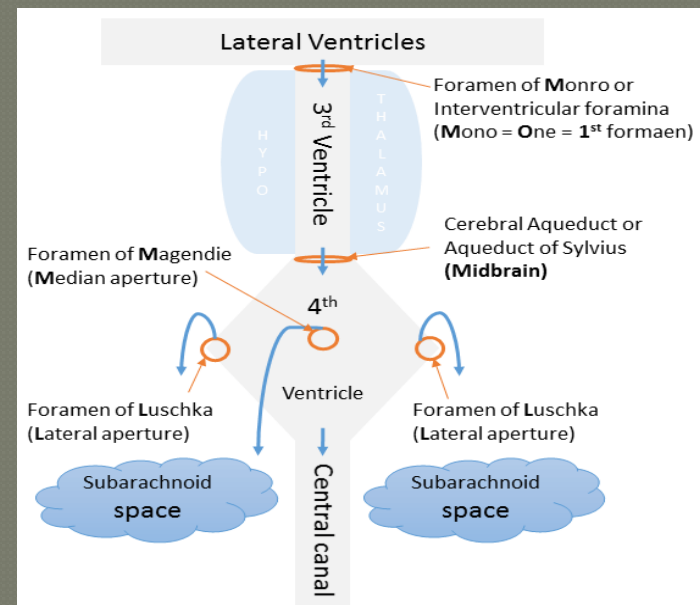 Lateral Ventricles
Foramen of Monro or
Interventricular foramina
(Mono = One = 1st formaen)
HYPO
3rd Ventricle
THALAMUS
Cerebral Aqueduct or
Aqueduct of Sylvius
(Midbrain)
Foramen of Magendie
(Median aperture)
4th
Ventricle
Foramen of Luschka
(Lateral aperture)
Foramen of Luschka
(Lateral aperture)
Subarachnoid
space
Central canal
Subarachnoid
space